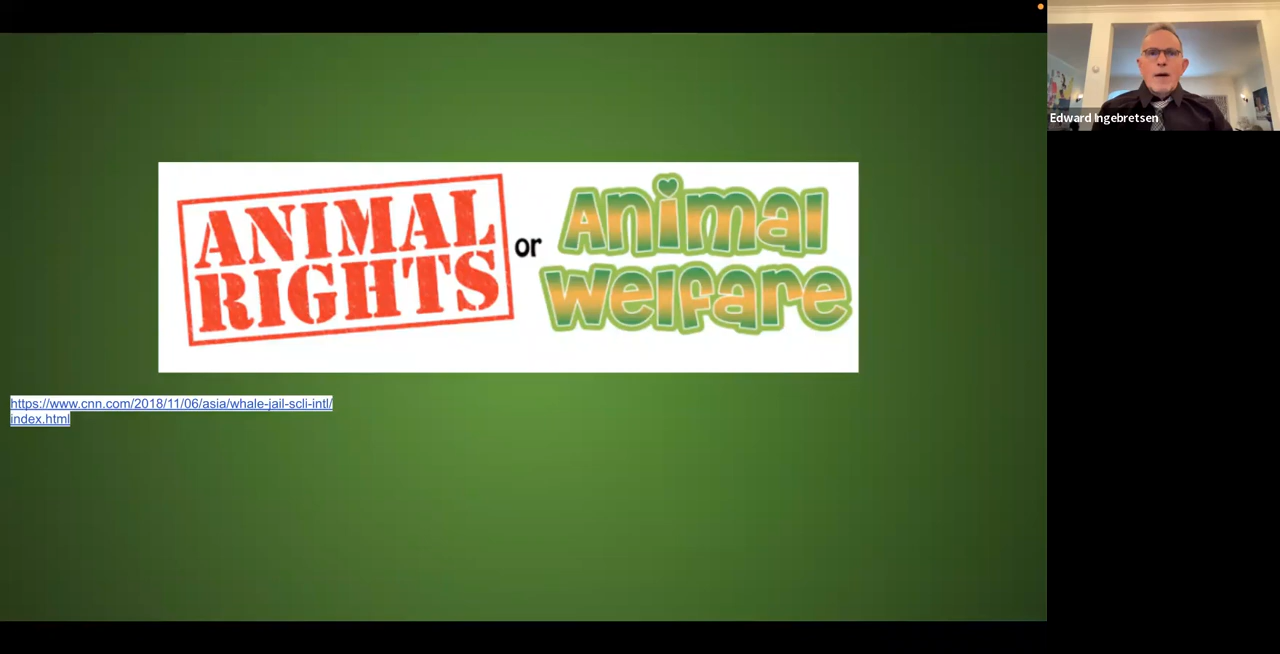 ANIMAL
RIGHTS
or
Animal
Welfare
https://www.cnn.com/2018/11/06/asia/whale-jail-scli-intl/
index.html
Edward Ingebretsen